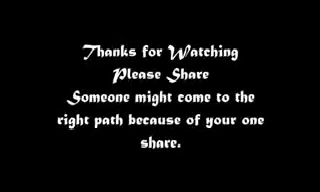 Thanks for Watching
Please Share
Someone might come to the
right path because of your one
share.